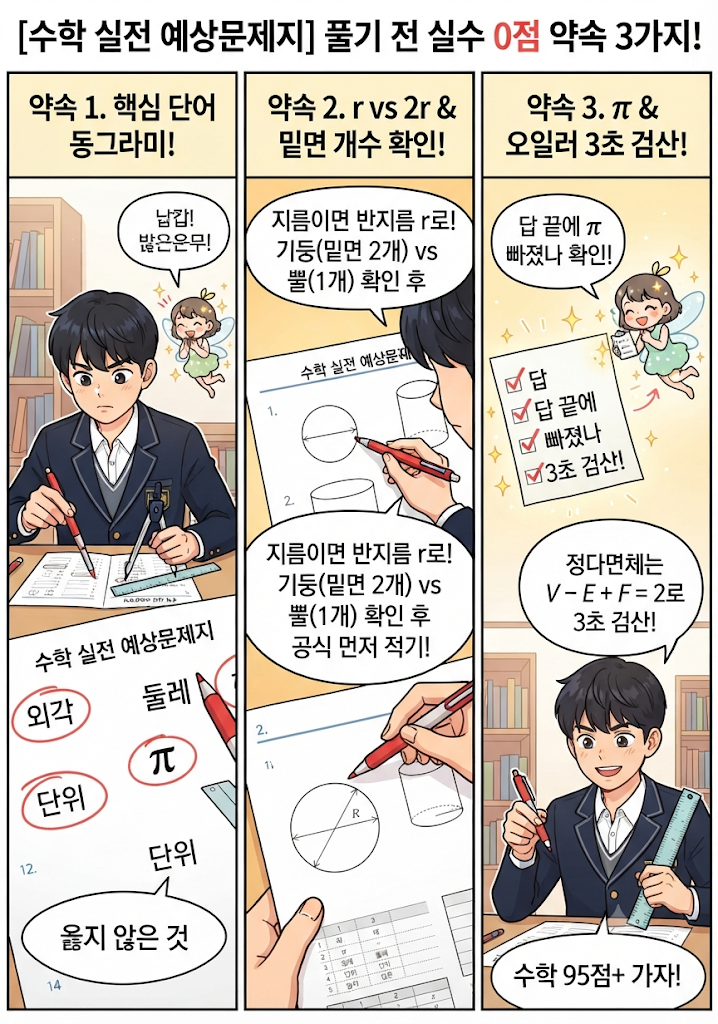 [수학 실전 예상문제지] 풀기 전 실수 0점 약속 3가지!
약속 1. 핵심 단어
동그라미!
수학 실전 예상문제지
외각
둘레
π
단위
12.
단위
옳지 않은 것
14
약속 2. r vs 2r &
밑면 개수 확인!
지름이면 반지름 r로!
기둥(밑면 2개) vs
뿔(1개) 확인 후
수학 실전 예상문제
1.
2
지름이면 반지름 r로!
기둥(밑면 2개) vs
뿔(1개) 확인 후
공식 먼저 적기!
2.
R
약속 3. π &
오일러 3초 검산!
답 끝에 π
빠졌나 확인!
답
답 끝에
빠졌나
3초 검산!
정다면체는
V − E + F = 2로
3초 검산!
수학 95점+ 가자!